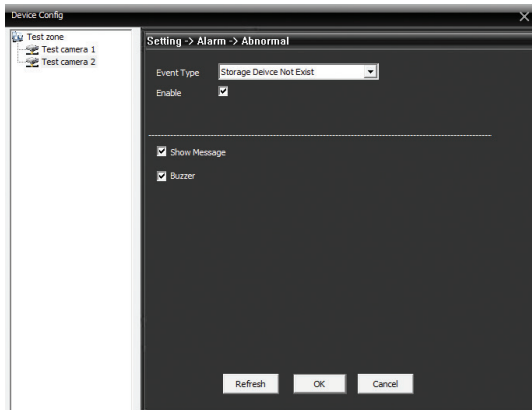 Device Config
Test zone
Test camera 1
Test camera 2
Setting -> Alarm -> Abnormal
Event Type Storage Deivce Not Exist
Enable
Show Message
Buzzer
Refresh OK Cancel